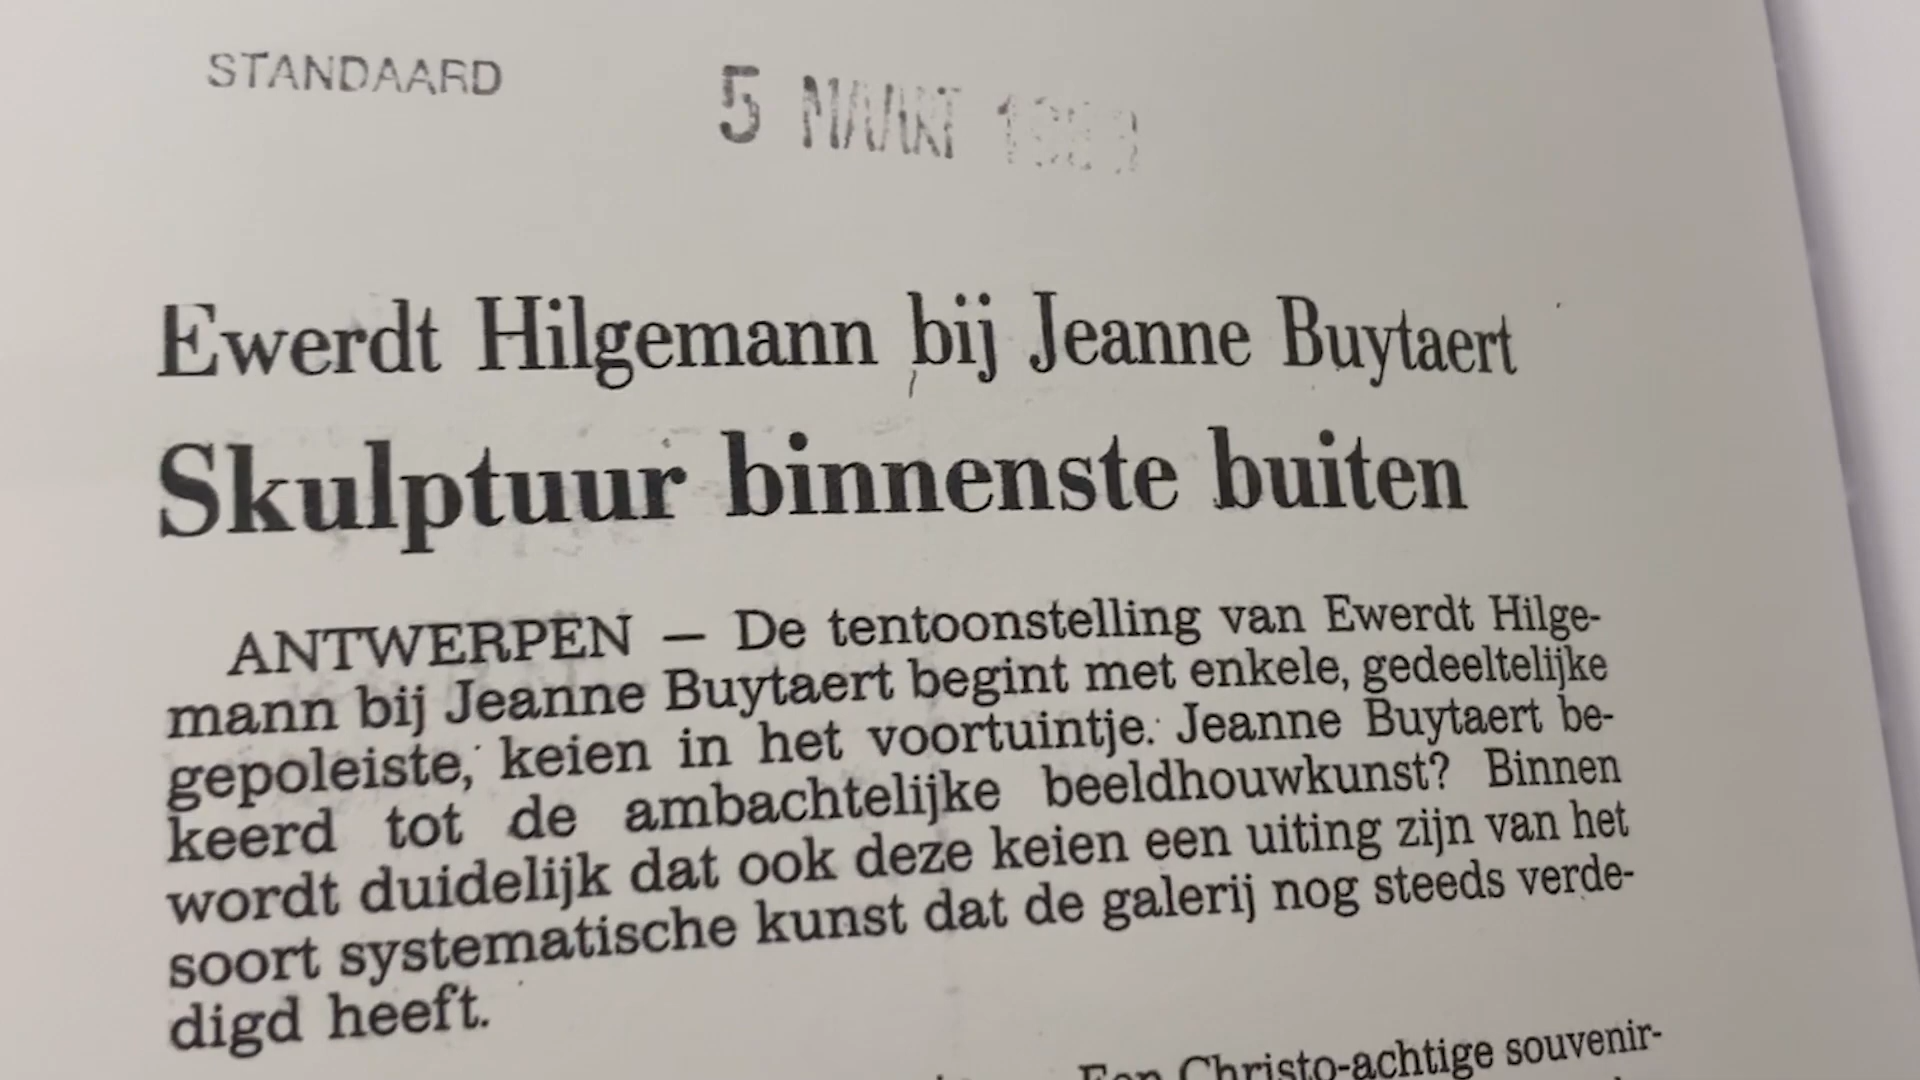 STANDAARD
5 MAART
Ewerdt Hilgemann bij Jeanne Buytaert
Skulptuur binnenste buiten
ANTWERPEN — De tentoonstelling van Ewerdt Hilge-
mann bij Jeanne Buytaert begint met enkele, gedeeltelijke
gepoleiste, keien in het voortuintje. Jeanne Buytaert be-
keerd tot de ambachtelijke beeldhouwkunst? Binnen
wordt duidelijk dat ook deze keien een uiting zijn van het
soort systematische kunst dat de galerij nog steeds verde-
digd heeft.
Een Christo-achtige souvenir-